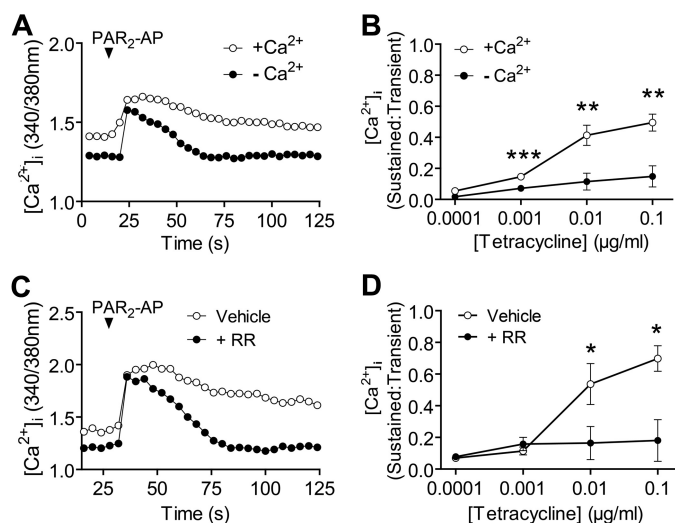 A
PAR₂-AP
+Ca²⁺
- Ca²⁺
[Ca²⁺]i (340/380nm)
2.0
1.5
1.0
0
25
50
75
100
125
Time (s)
B
+Ca²⁺
- Ca²⁺
[Ca²⁺]i
(Sustained:Transient)
1.0
0.8
0.6
0.4
0.2
0
***
**
**
0.0001
0.001
0.01
0.1
[Tetracycline] (µg/ml)
C
PAR₂-AP
Vehicle
+ RR
[Ca²⁺]i (340/380nm)
2.5
2.0
1.5
1.0
25
50
75
100
125
Time (s)
D
Vehicle
+ RR
[Ca²⁺]i
(Sustained:Transient)
1.0
0.8
0.6
0.4
0.2
0.0
*
*
0.0001
0.001
0.01
0.1
[Tetracycline] (µg/ml)